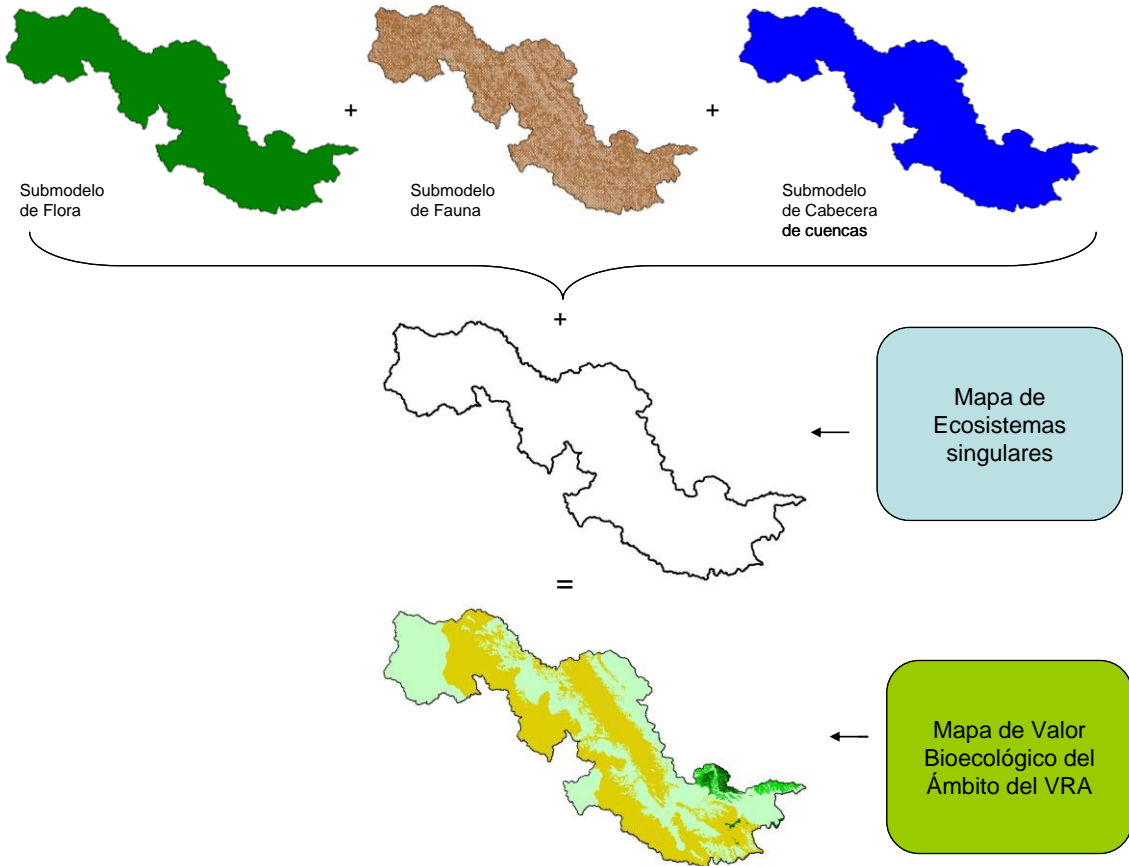 +
+
Submodelo
de Flora
Submodelo
de Fauna
Submodelo
de Cabecera
de cuencas
+
Mapa de
Ecosistemas
singulares
=
Mapa de Valor
Bioecológico del
Ámbito del VRA